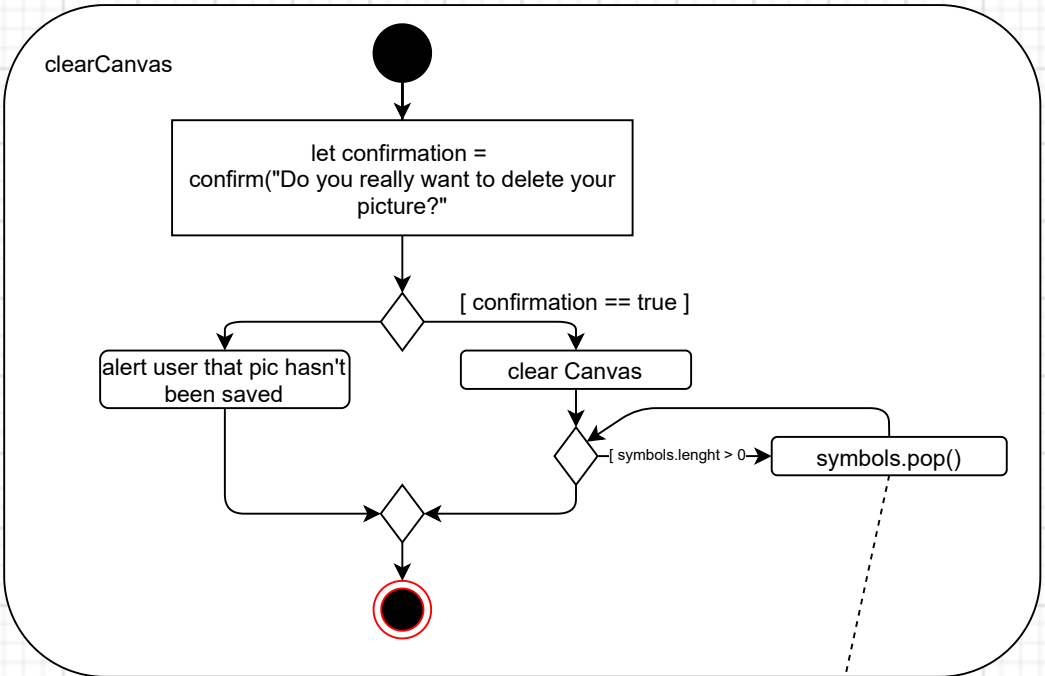 clearCanvas
let confirmation =
confirm("Do you really want to delete your
picture?"
[ confirmation == true ]
alert user that pic hasn't
been saved
clear Canvas
[ symbols.lenght > 0
symbols.pop()